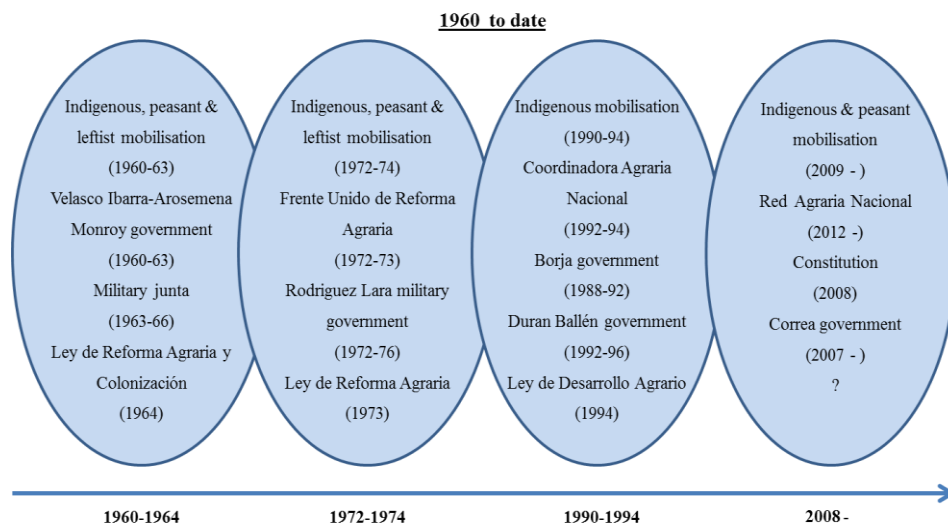 1960 to date
Indigenous, peasant &
leftist mobilisation
(1960-63)
Velasco Ibarra-Arosemena
Monroy government
(1960-63)
Military junta
(1963-66)
Ley de Reforma Agraria y
Colonización
(1964)
Indigenous, peasant &
leftist mobilisation
(1972-74)
Frente Unido de Reforma
Agraria
(1972-73)
Rodriguez Lara military
government
(1972-76)
Ley de Reforma Agraria
(1973)
Indigenous mobilisation
(1990-94)
Coordinadora Agraria
Nacional
(1992-94)
Borja government
(1988-92)
Duran Ballén government
(1992-96)
Ley de Desarrollo Agrario
(1994)
Indigenous & peasant
mobilisation
(2009 - )
Red Agraria Nacional
(2012 -)
Constitution
(2008)
Correa government
(2007 - )
?
1960-1964
1972-1974
1990-1994
2008 -